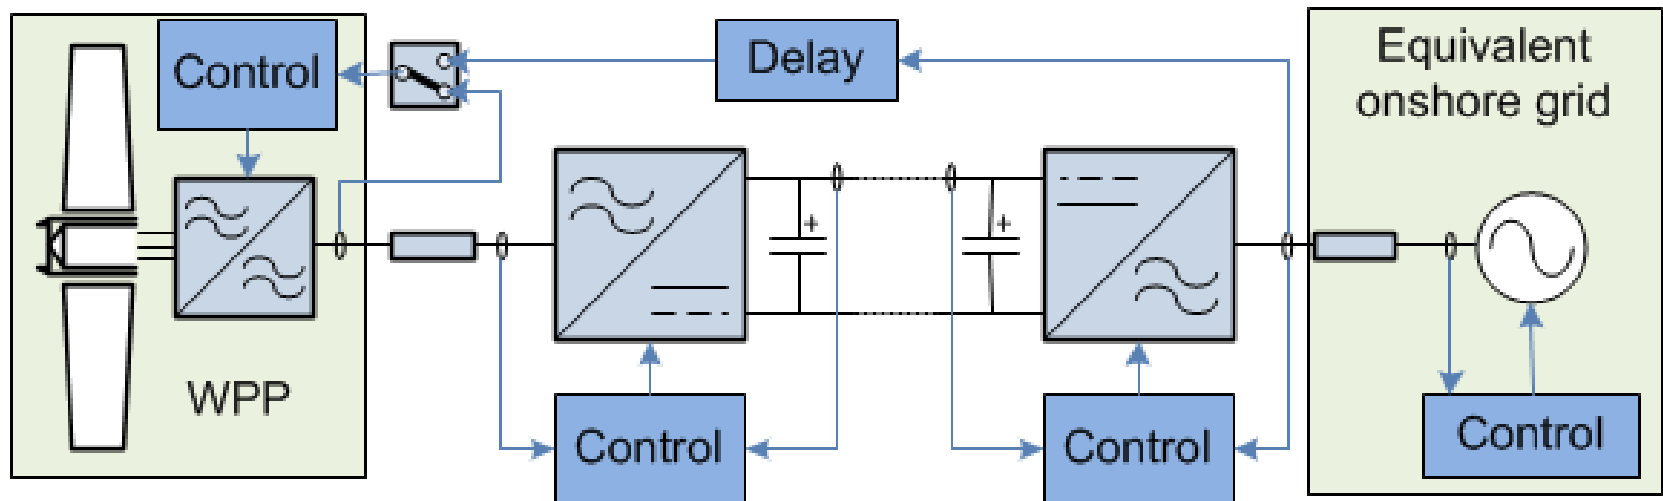 Control
Delay
Equivalent
onshore grid
+
+
WPP
Control
Control
Control